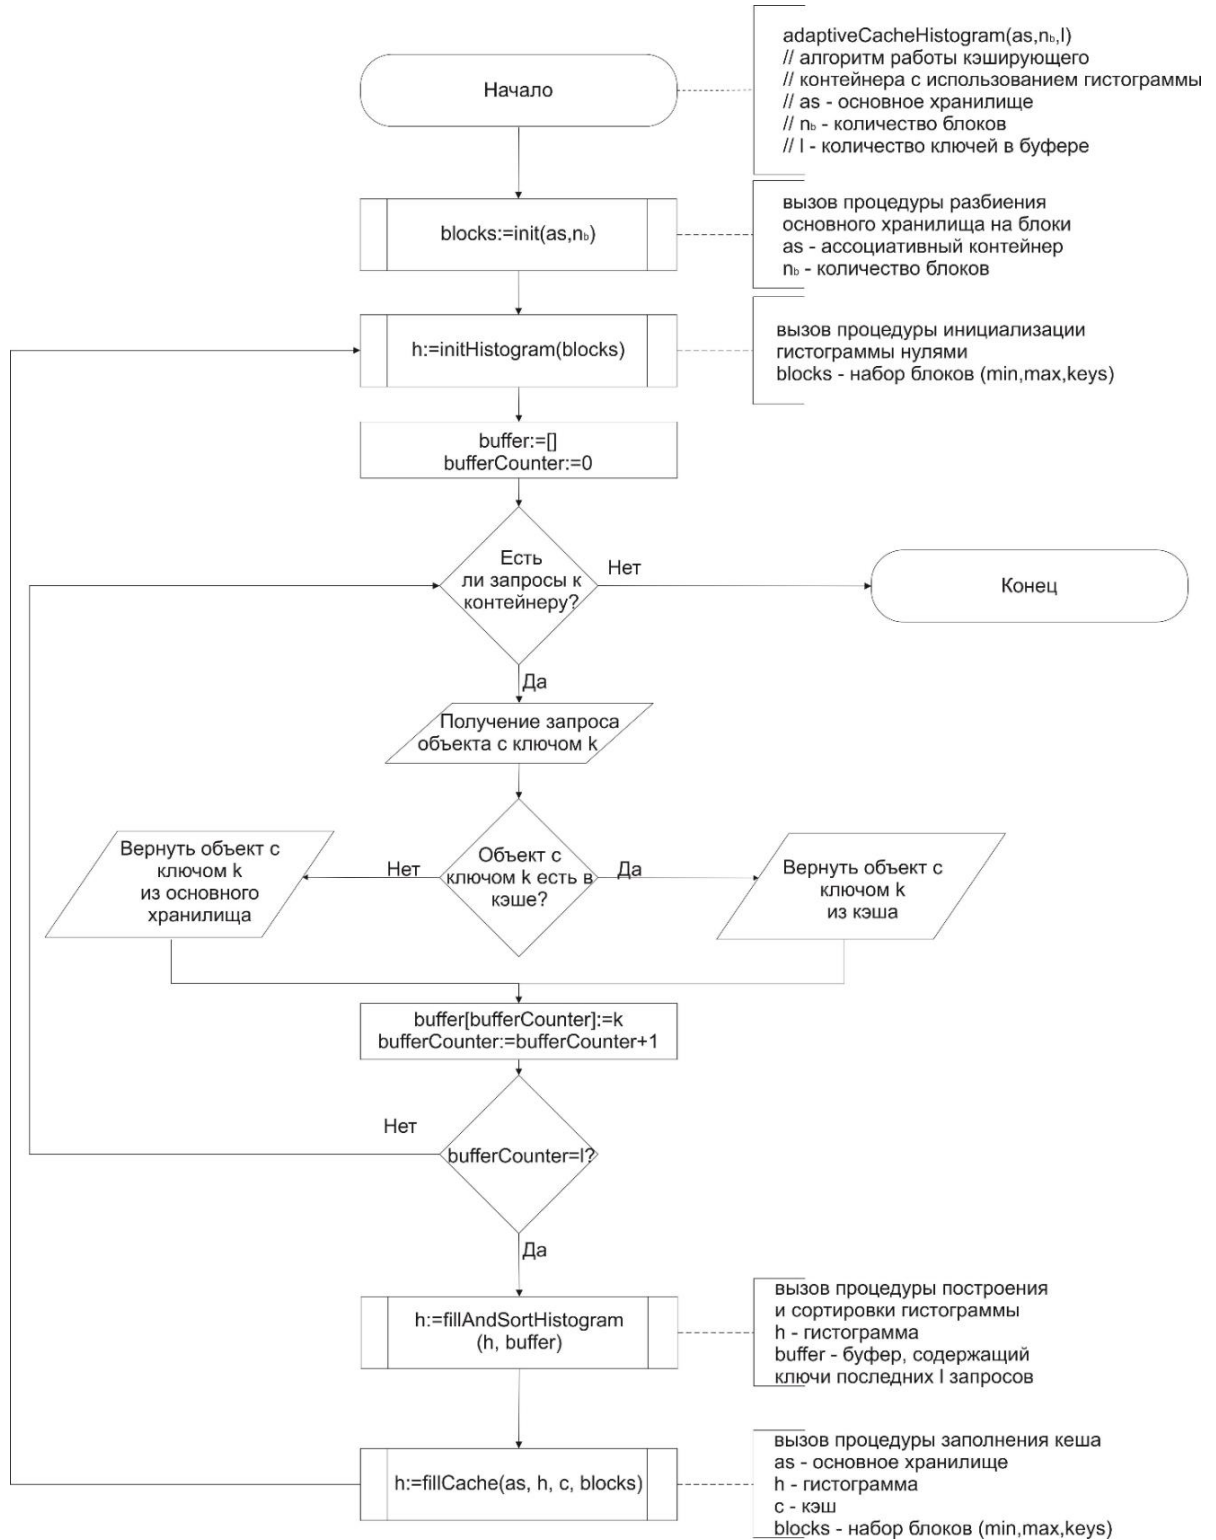 Начало
adaptiveCacheHistogram(as,nь,l)
// алгоритм работы кэширующего
// контейнера с использованием гистограммы
// as - основное хранилище
// nь - количество блоков
// l - количество ключей в буфере
blocks:=init(as,nь)
вызов процедуры разбиения
основного хранилища на блоки
as - ассоциативный контейнер
nь - количество блоков
h:=initHistogram(blocks)
вызов процедуры инициализации
гистограммы нулями
blocks - набор блоков (min,max,keys)
buffer:=[]
bufferCounter:=0
Есть
ли запросы к
контейнеру?
Нет
Конец
Да
Получение запроса
объекта с ключом k
Вернуть объект с
ключом k
из основного
хранилища
Нет
Объект с
ключом k есть в
кэше?
Да
Вернуть объект с
ключом k
из кэша
buffer[bufferCounter]:=k
bufferCounter:=bufferCounter+1
Нет
bufferCounter=l?
Да
h:=fillAndSortHistogram
(h, buffer)
вызов процедуры построения
и сортировки гистограммы
h - гистограмма
buffer - буфер, содержащий
ключи последних l запросов
h:=fillCache(as, h, c, blocks)
вызов процедуры заполнения кеша
as - основное хранилище
h - гистограмма
c - кэш
blocks - набор блоков (min,max,keys)